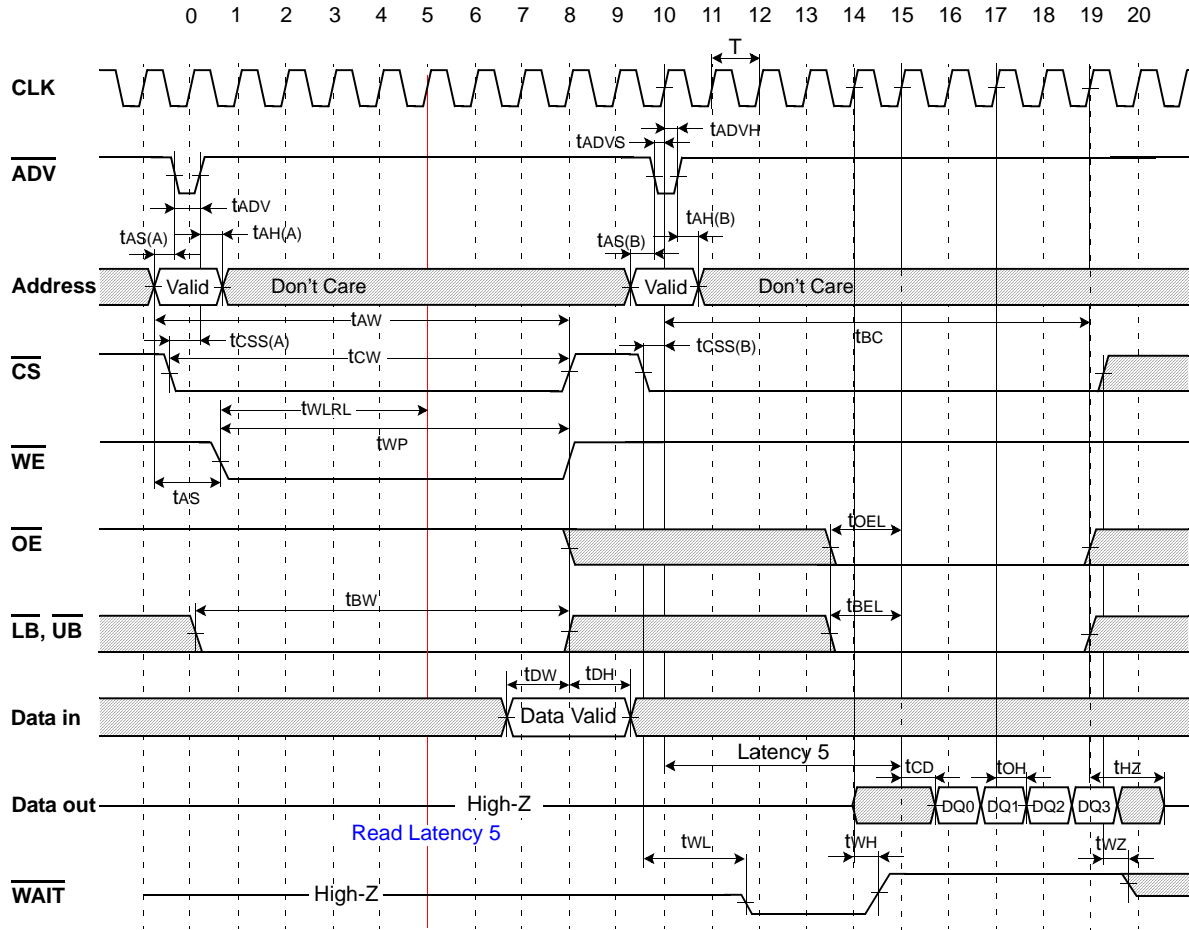 0 1 2 3 4 5 6 7 8 9 10 11 12 13 14 15 16 17 18 19 20
T
CLK
tADVH
tADVS
ADV
tADV
tAH(B)
tAS(A) tAH(A) tAS(B)
Address Valid Don't Care Valid Don't Care
tAW
tCSS(A) tCW tCSS(B) tBC
CS
tWLRL
tWP
WE
tAS
OE tOEL
tBW tBEL
LB, UB
tDW tDH
Data in Data Valid
Latency 5
tCD tOH tHZ
Data out High-Z DQ0 DQ1 DQ2 DQ3
Read Latency 5
tWL tWH tWZ
WAIT High-Z